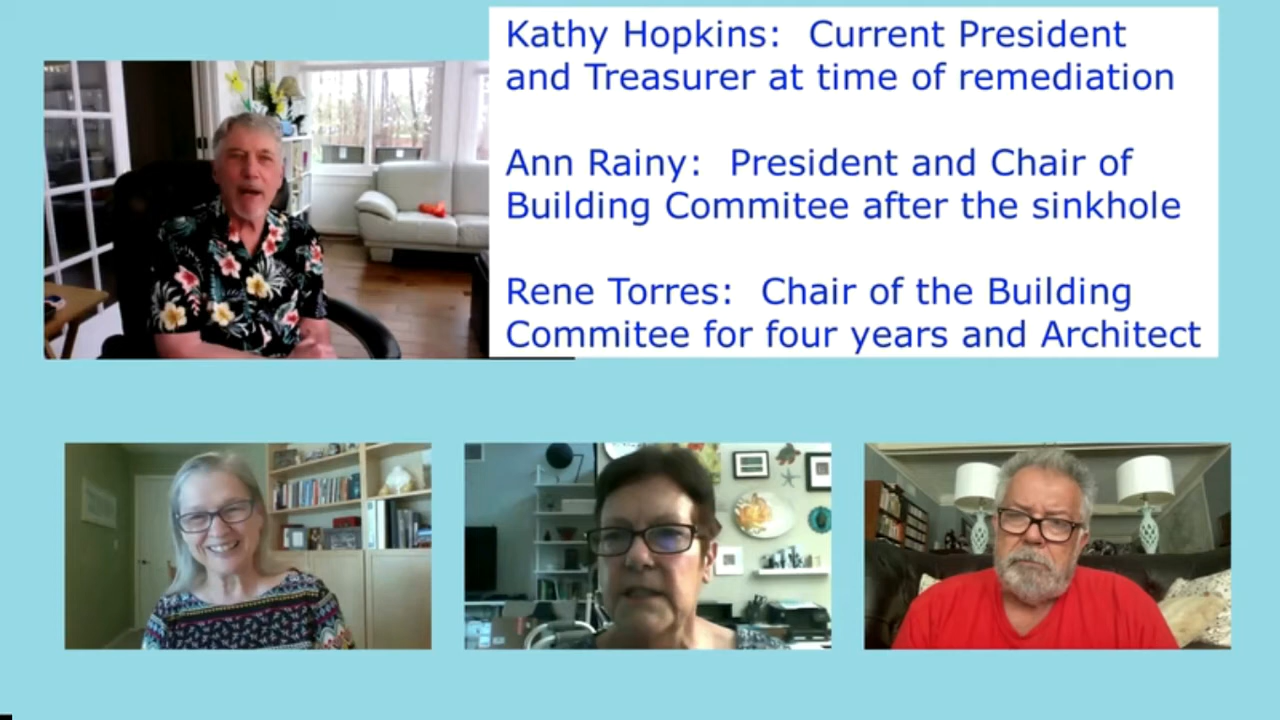 Kathy Hopkins:  Current President
and Treasurer at time of remediation
Ann Rainy:  President and Chair of
Building Commitee after the sinkhole
Rene Torres:  Chair of the Building
Commitee for four years and Architect